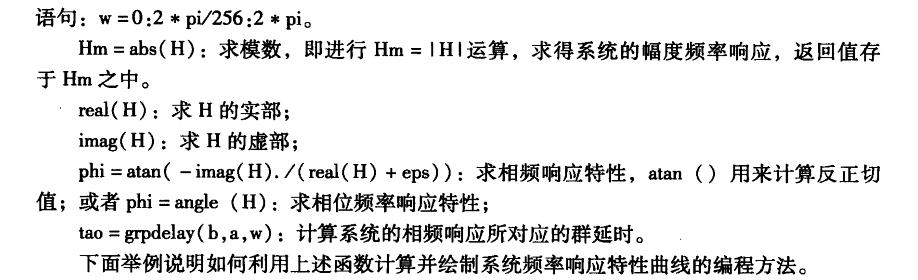 语句：w=0:2*pi/256:2*pi。
Hm=abs(H)：求模数，即进行 Hm=|H|运算，求得系统的幅度频率响应，返回值存
于 Hm 之中。
real(H)：求 H 的实部；
imag(H)：求 H 的虚部；
phi=atan(-imag(H)./(real(H)+eps))：求相频响应特性，atan（）用来计算反正切
值；或者 phi=angle（H)：求相位频率响应特性；
tao=grpdelay(b,a,w)：计算系统的相频响应所对应的群延时。
下面举例说明如何利用上述函数计算并绘制系统频率响应特性曲线的编程方法。